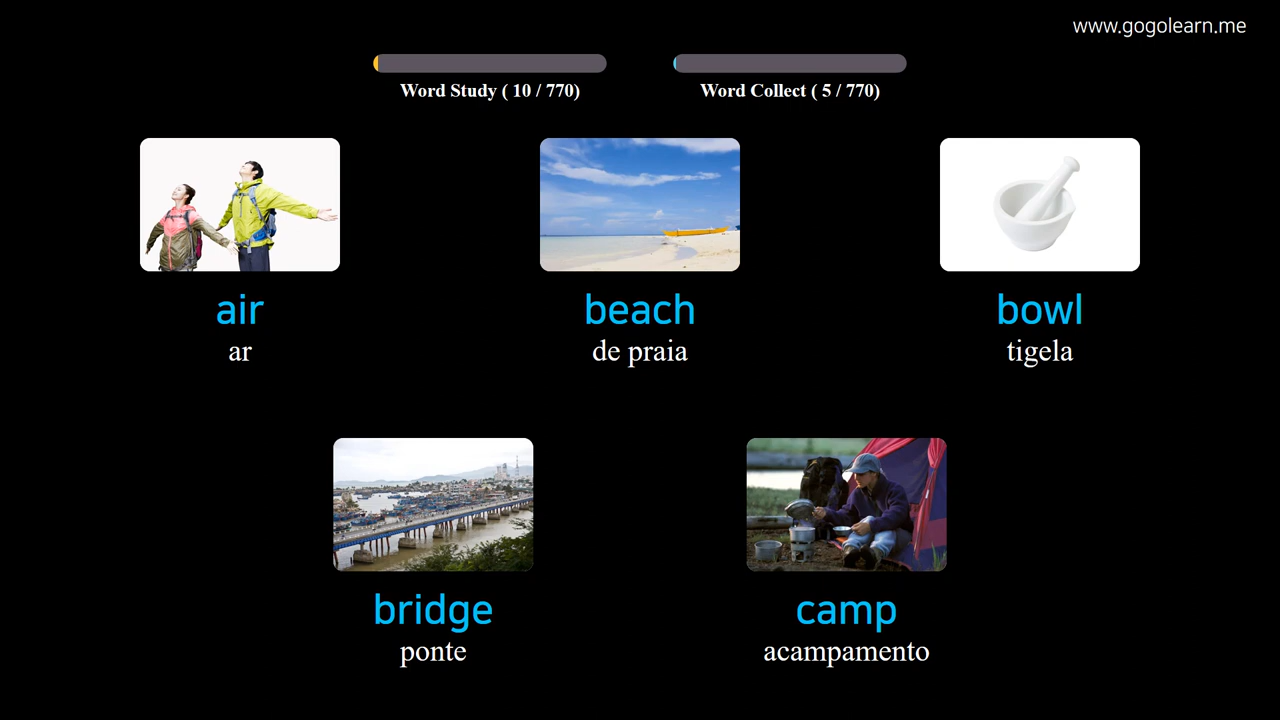 www.gogolearn.me
Word Study ( 10 / 770)
Word Collect ( 5 / 770)
air
ar
beach
de praia
bowl
tigela
bridge
ponte
camp
acampamento